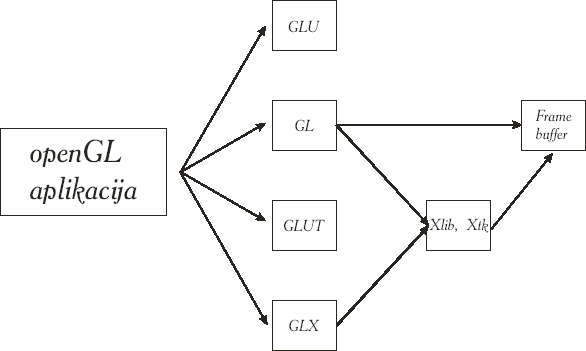 openGL
aplikacija
GLU
GL
GLUT
GLX
Xlib, Xtk
Frame
buffer